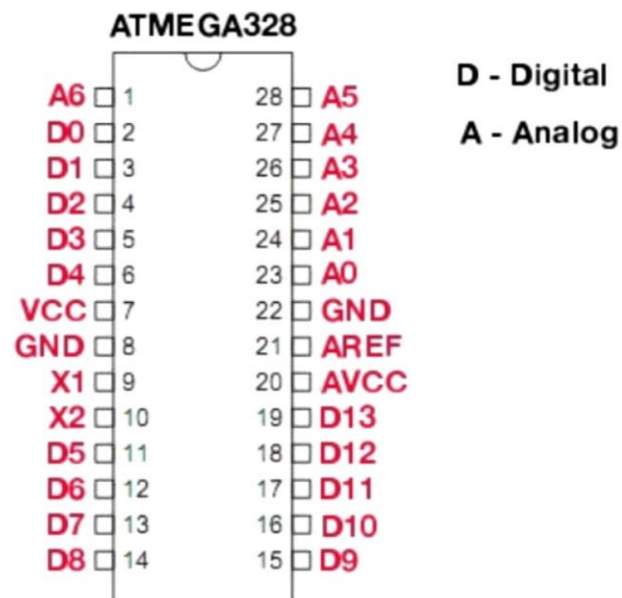 ATMEGA328
D - Digital
A - Analog
A6 1 28 A5
D0 2 27 A4
D1 3 26 A3
D2 4 25 A2
D3 5 24 A1
D4 6 23 A0
VCC 7 22 GND
GND 8 21 AREF
X1 9 20 AVCC
X2 10 19 D13
D5 11 18 D12
D6 12 17 D11
D7 13 16 D10
D8 14 15 D9